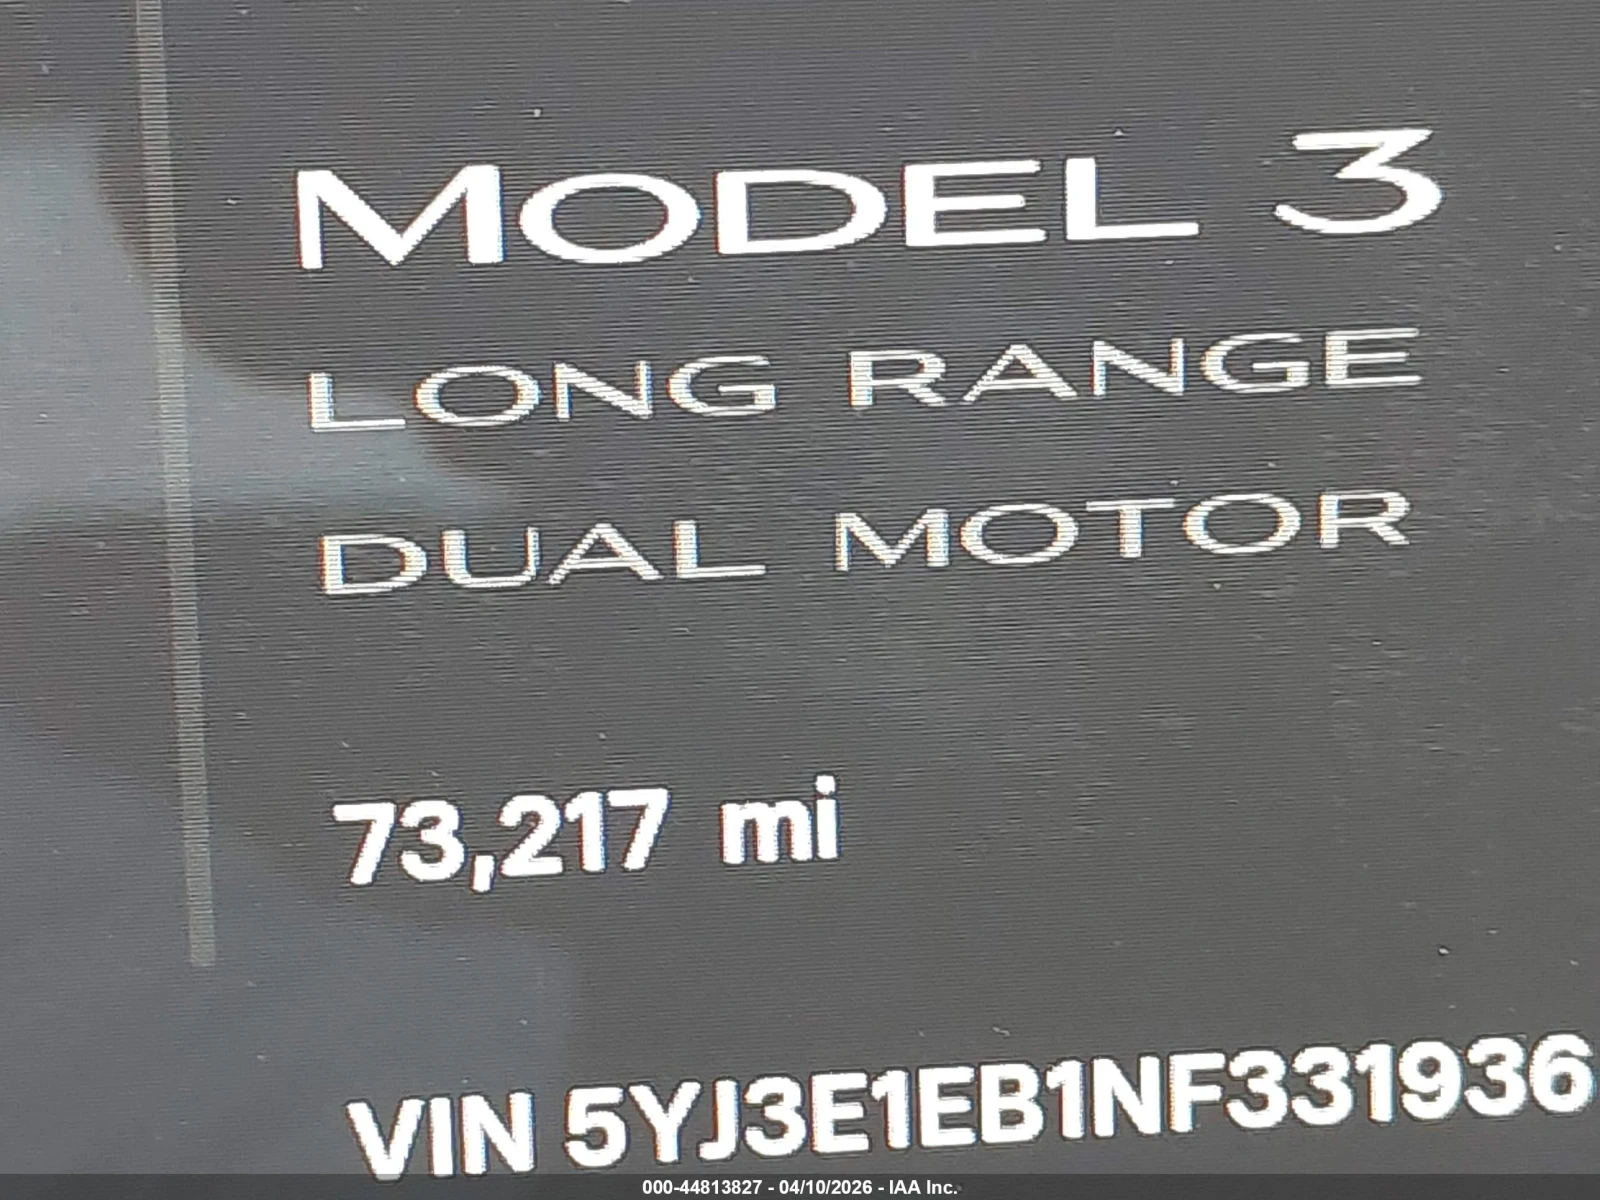 MODEL 3
LONG RANGE
DUAL MOTOR
73,217 mi
VIN 5YJ3E1EB1NF331936
000-44813827 - 04/10/2026 - IAA Inc.